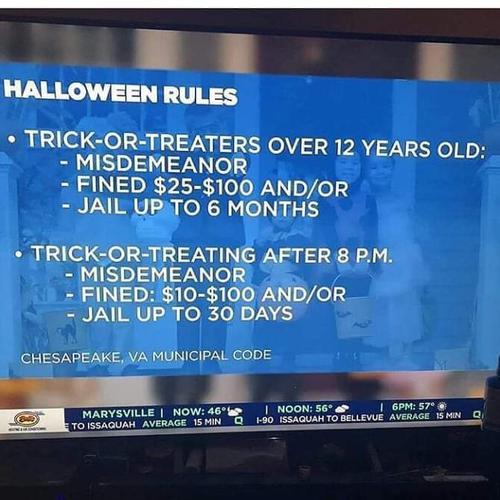 HALLOWEEN RULES
• TRICK-OR-TREATERS OVER 12 YEARS OLD:
- MISDEMEANOR
- FINED $25-$100 AND/OR
- JAIL UP TO 6 MONTHS
• TRICK-OR-TREATING AFTER 8 P.M.
- MISDEMEANOR
- FINED: $10-$100 AND/OR
- JAIL UP TO 30 DAYS
CHESAPEAKE, VA MUNICIPAL CODE
MARYSVILLE | NOW: 46° | NOON: 56° | 6PM: 57°
E TO ISSAQUAH AVERAGE 15 MIN I-90 ISSAQUAH TO BELLEVUE AVERAGE 15 MIN